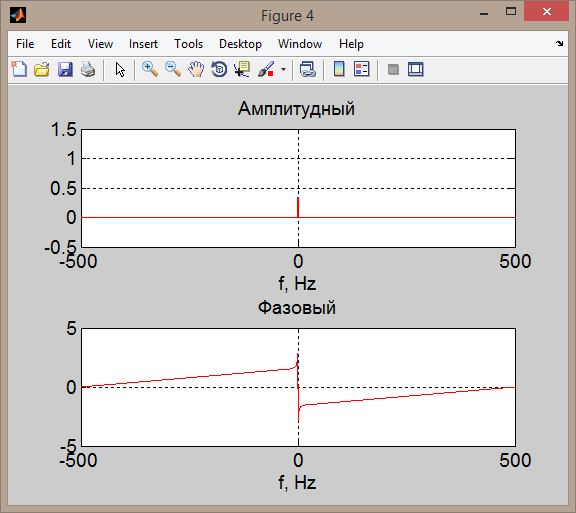 Figure 4
File Edit View Insert Tools Desktop Window Help
Амплитудный
1.5
1
0.5
0
-0.5
-500 0 500
f, Hz
Фазовый
5
0
-5
-500 0 500
f, Hz